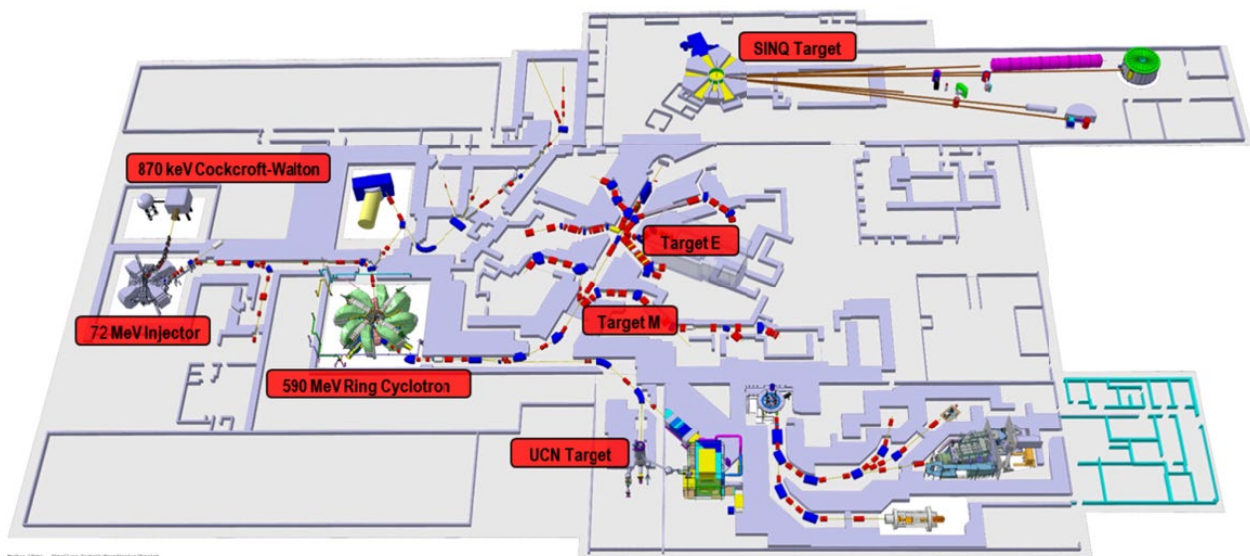 SINQ Target
870 keV Cockcroft-Walton
Target E
72 MeV Injector
Target M
590 MeV Ring Cyclotron
UCN Target